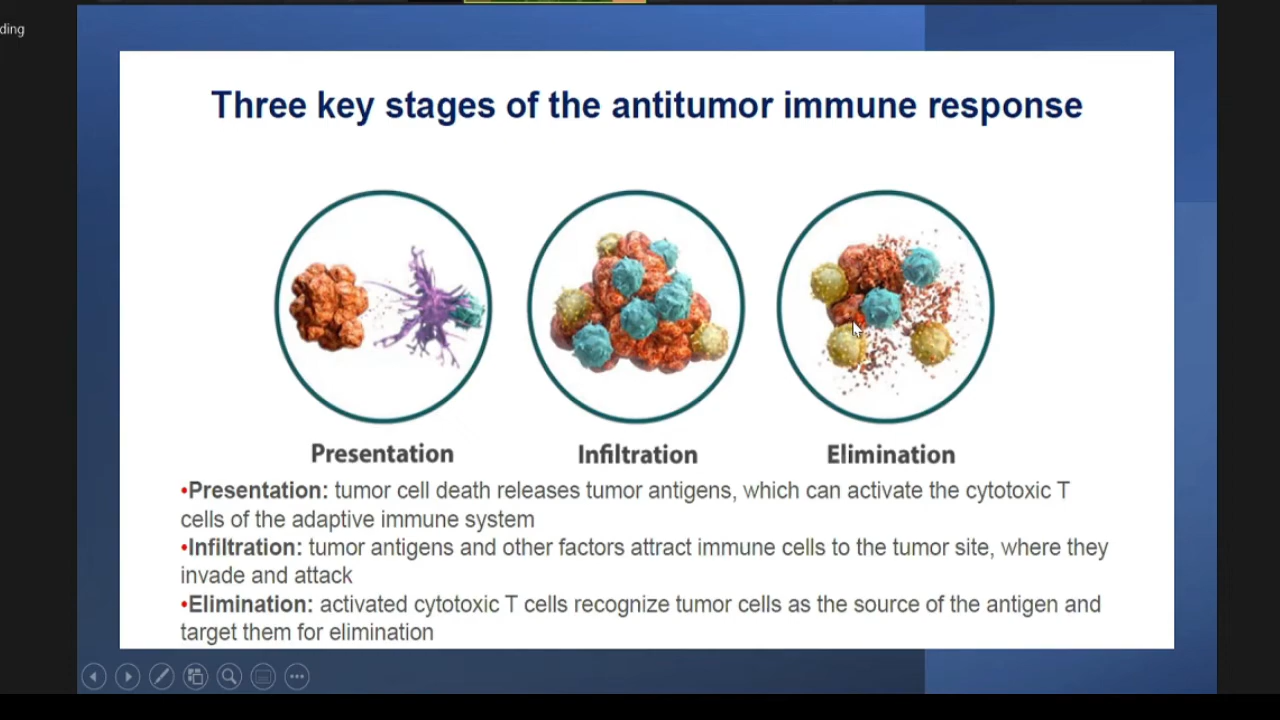 ding
Three key stages of the antitumor immune response
Presentation Infiltration Elimination
•Presentation: tumor cell death releases tumor antigens, which can activate the cytotoxic T
cells of the adaptive immune system
•Infiltration: tumor antigens and other factors attract immune cells to the tumor site, where they
invade and attack
•Elimination: activated cytotoxic T cells recognize tumor cells as the source of the antigen and
target them for elimination